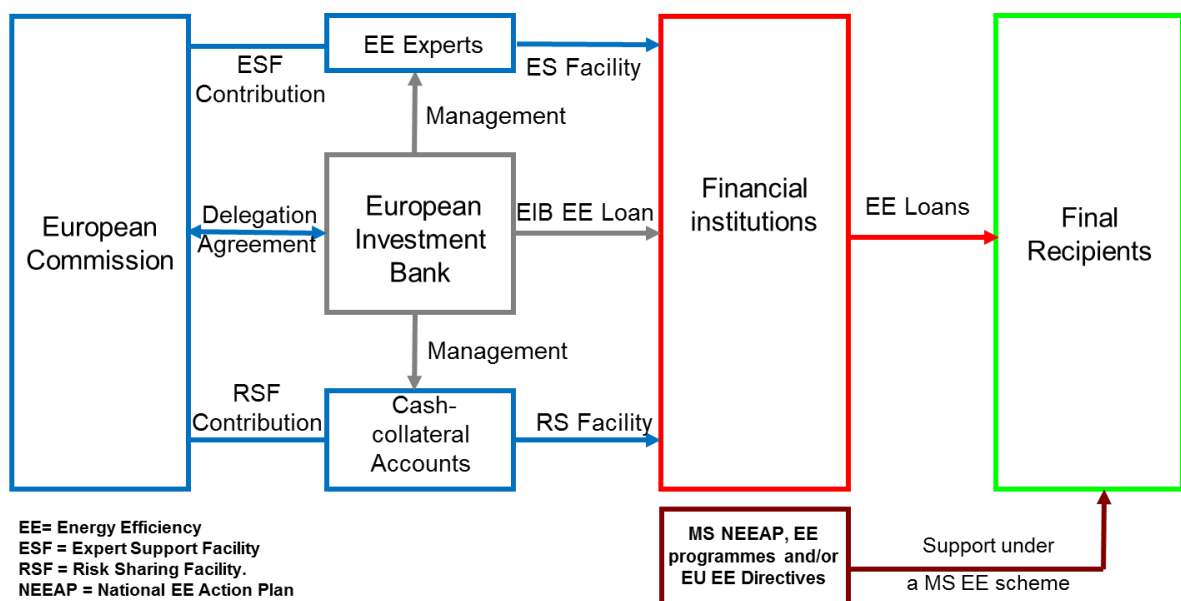 European
Commission
ESF
Contribution
EE Experts
ES Facility
Management
Delegation
Agreement
European
Investment
Bank
EIB EE Loan
Management
RSF
Contribution
Cash-
collateral
Accounts
RS Facility
Financial
institutions
EE Loans
Final
Recipients
EE= Energy Efficiency
ESF = Expert Support Facility
RSF = Risk Sharing Facility.
NEEAP = National EE Action Plan
MS NEEAP, EE
programmes and/or
EU EE Directives
Support under
a MS EE scheme